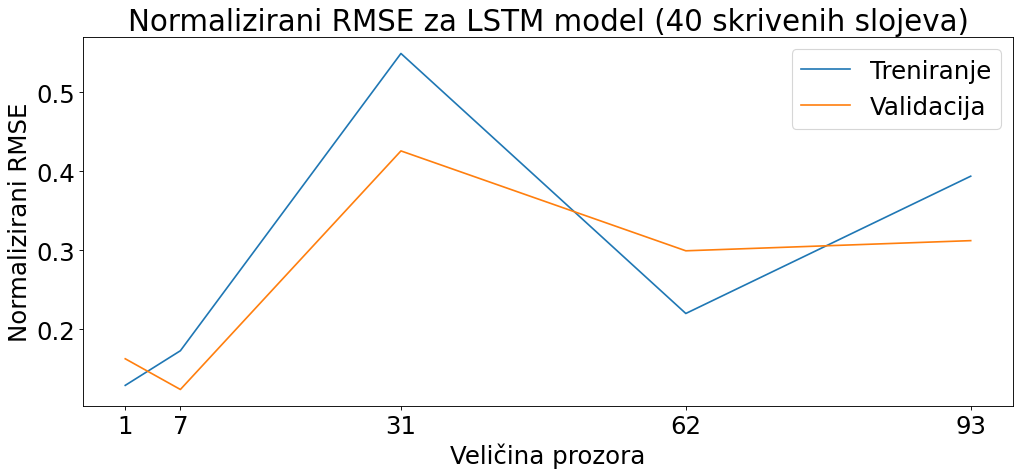 Normalizirani RMSE za LSTM model (40 skrivenih slojeva)
Treniranje
Validacija
Normalizirani RMSE
0.5
0.4
0.3
0.2
1 7 31 62 93
Veličina prozora